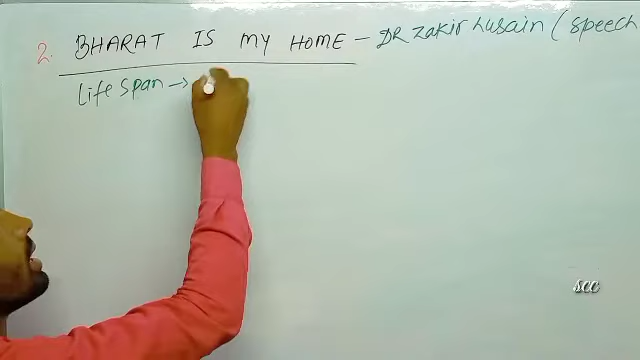 2. BHARAT IS MY HOME - DR Zakir husain (speech
Life span →
scc